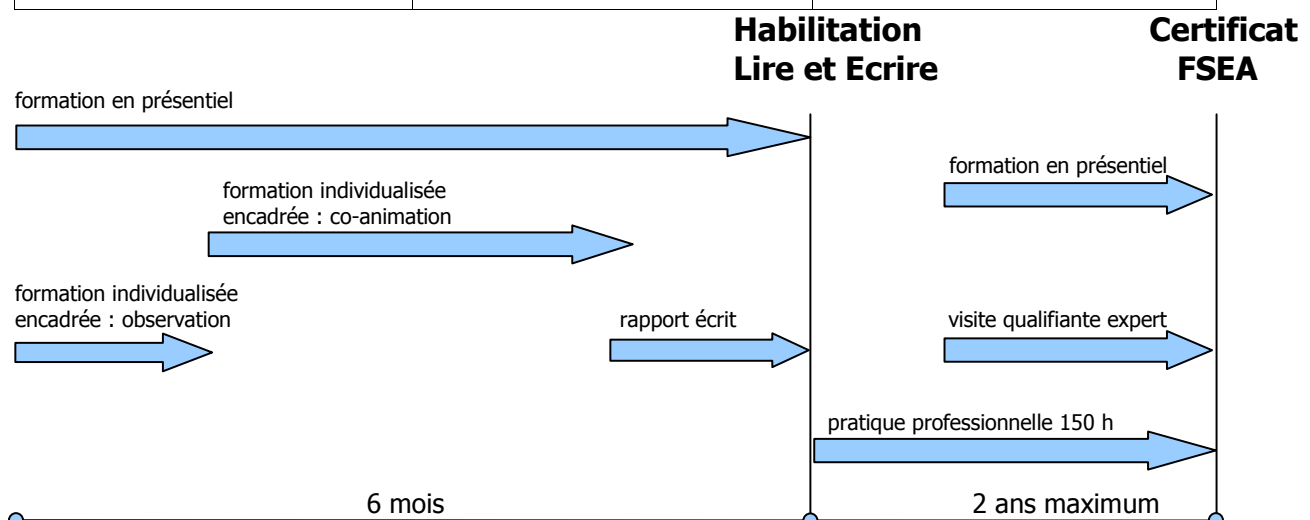 Habilitation
Lire et Ecrire
Certificat
FSEA
formation en présentiel
formation en présentiel
formation individualisée
encadrée : co-animation
formation individualisée
encadrée : observation
rapport écrit
visite qualifiante expert
pratique professionnelle 150 h
6 mois
2 ans maximum